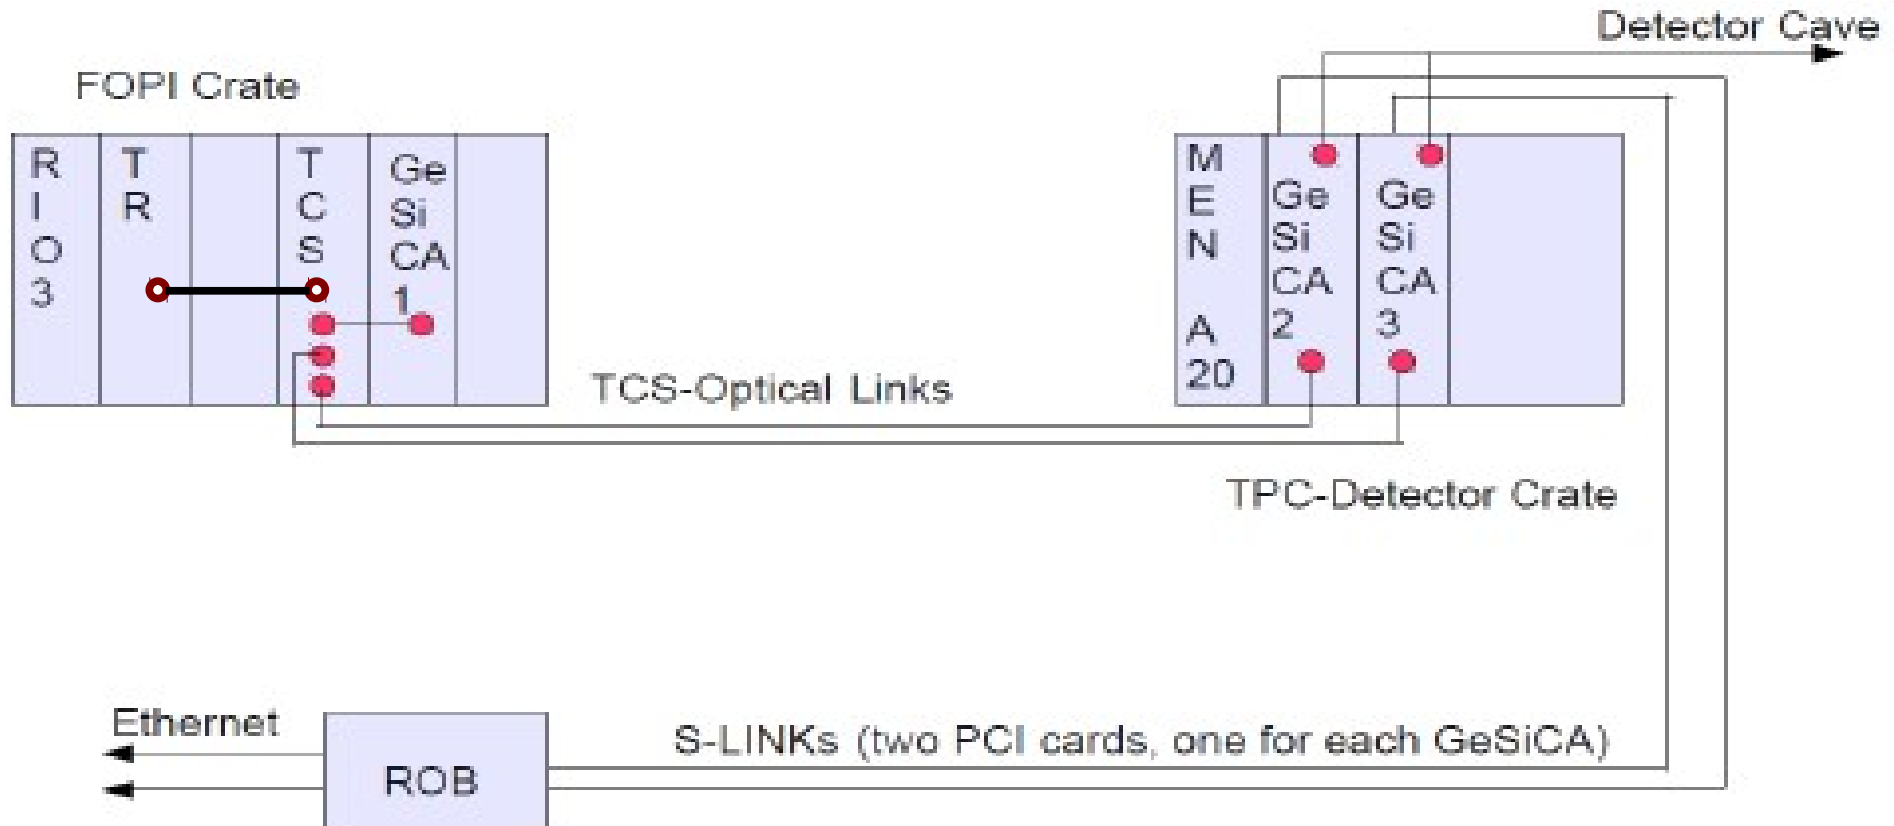 Detector Cave
FOPI Crate
R
I
O
3
T
R
T
C
S
Ge
Si
CA
1
M
E
N
A
20
Ge
Si
CA
2
Ge
Si
CA
3
TCS-Optical Links
TPC-Detector Crate
Ethernet
S-LINKs (two PCI cards, one for each GeSiCA)
ROB